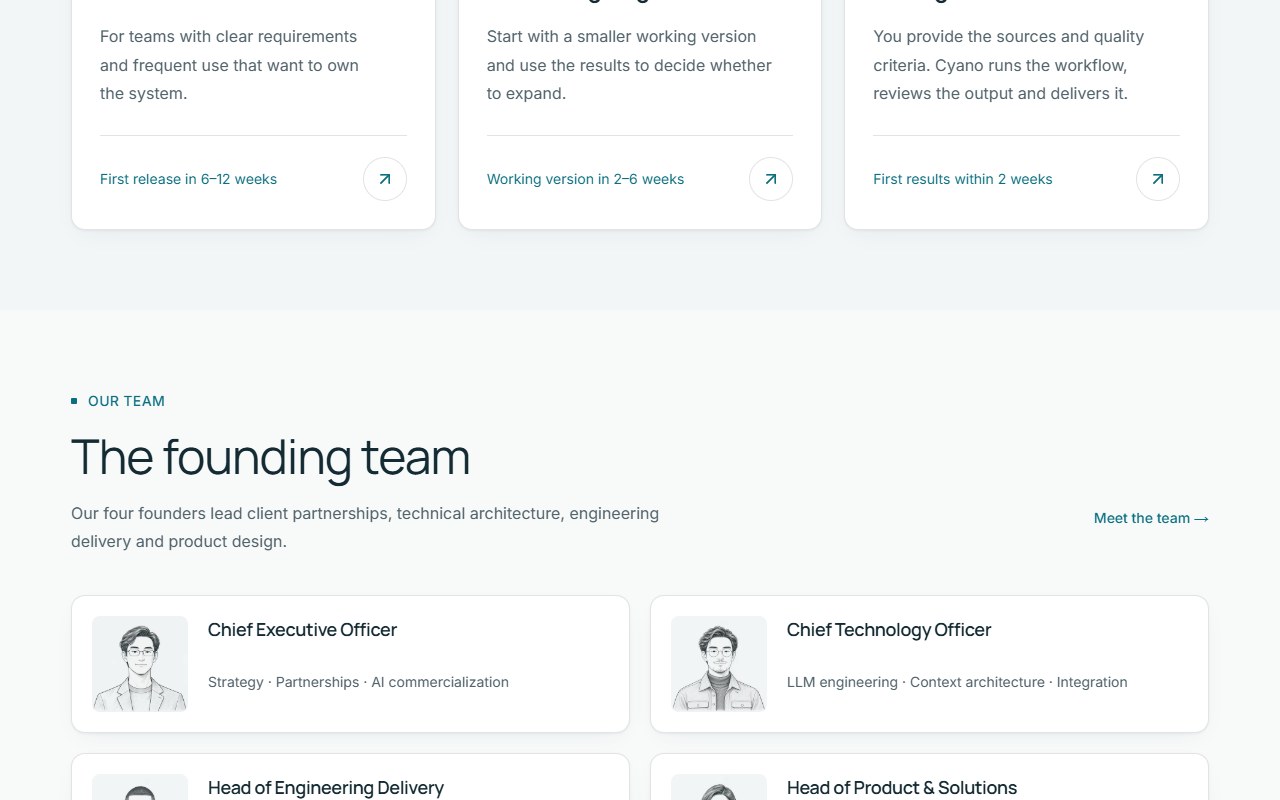 For teams with clear requirements
and frequent use that want to own
the system.
First release in 6–12 weeks
Start with a smaller working version
and use the results to decide whether
to expand.
Working version in 2–6 weeks
You provide the sources and quality
criteria. Cyano runs the workflow,
reviews the output and delivers it.
First results within 2 weeks
OUR TEAM
The founding team
Our four founders lead client partnerships, technical architecture, engineering
delivery and product design.
Meet the team →
Chief Executive Officer
Strategy · Partnerships · AI commercialization
Chief Technology Officer
LLM engineering · Context architecture · Integration
Head of Engineering Delivery
Head of Product & Solutions